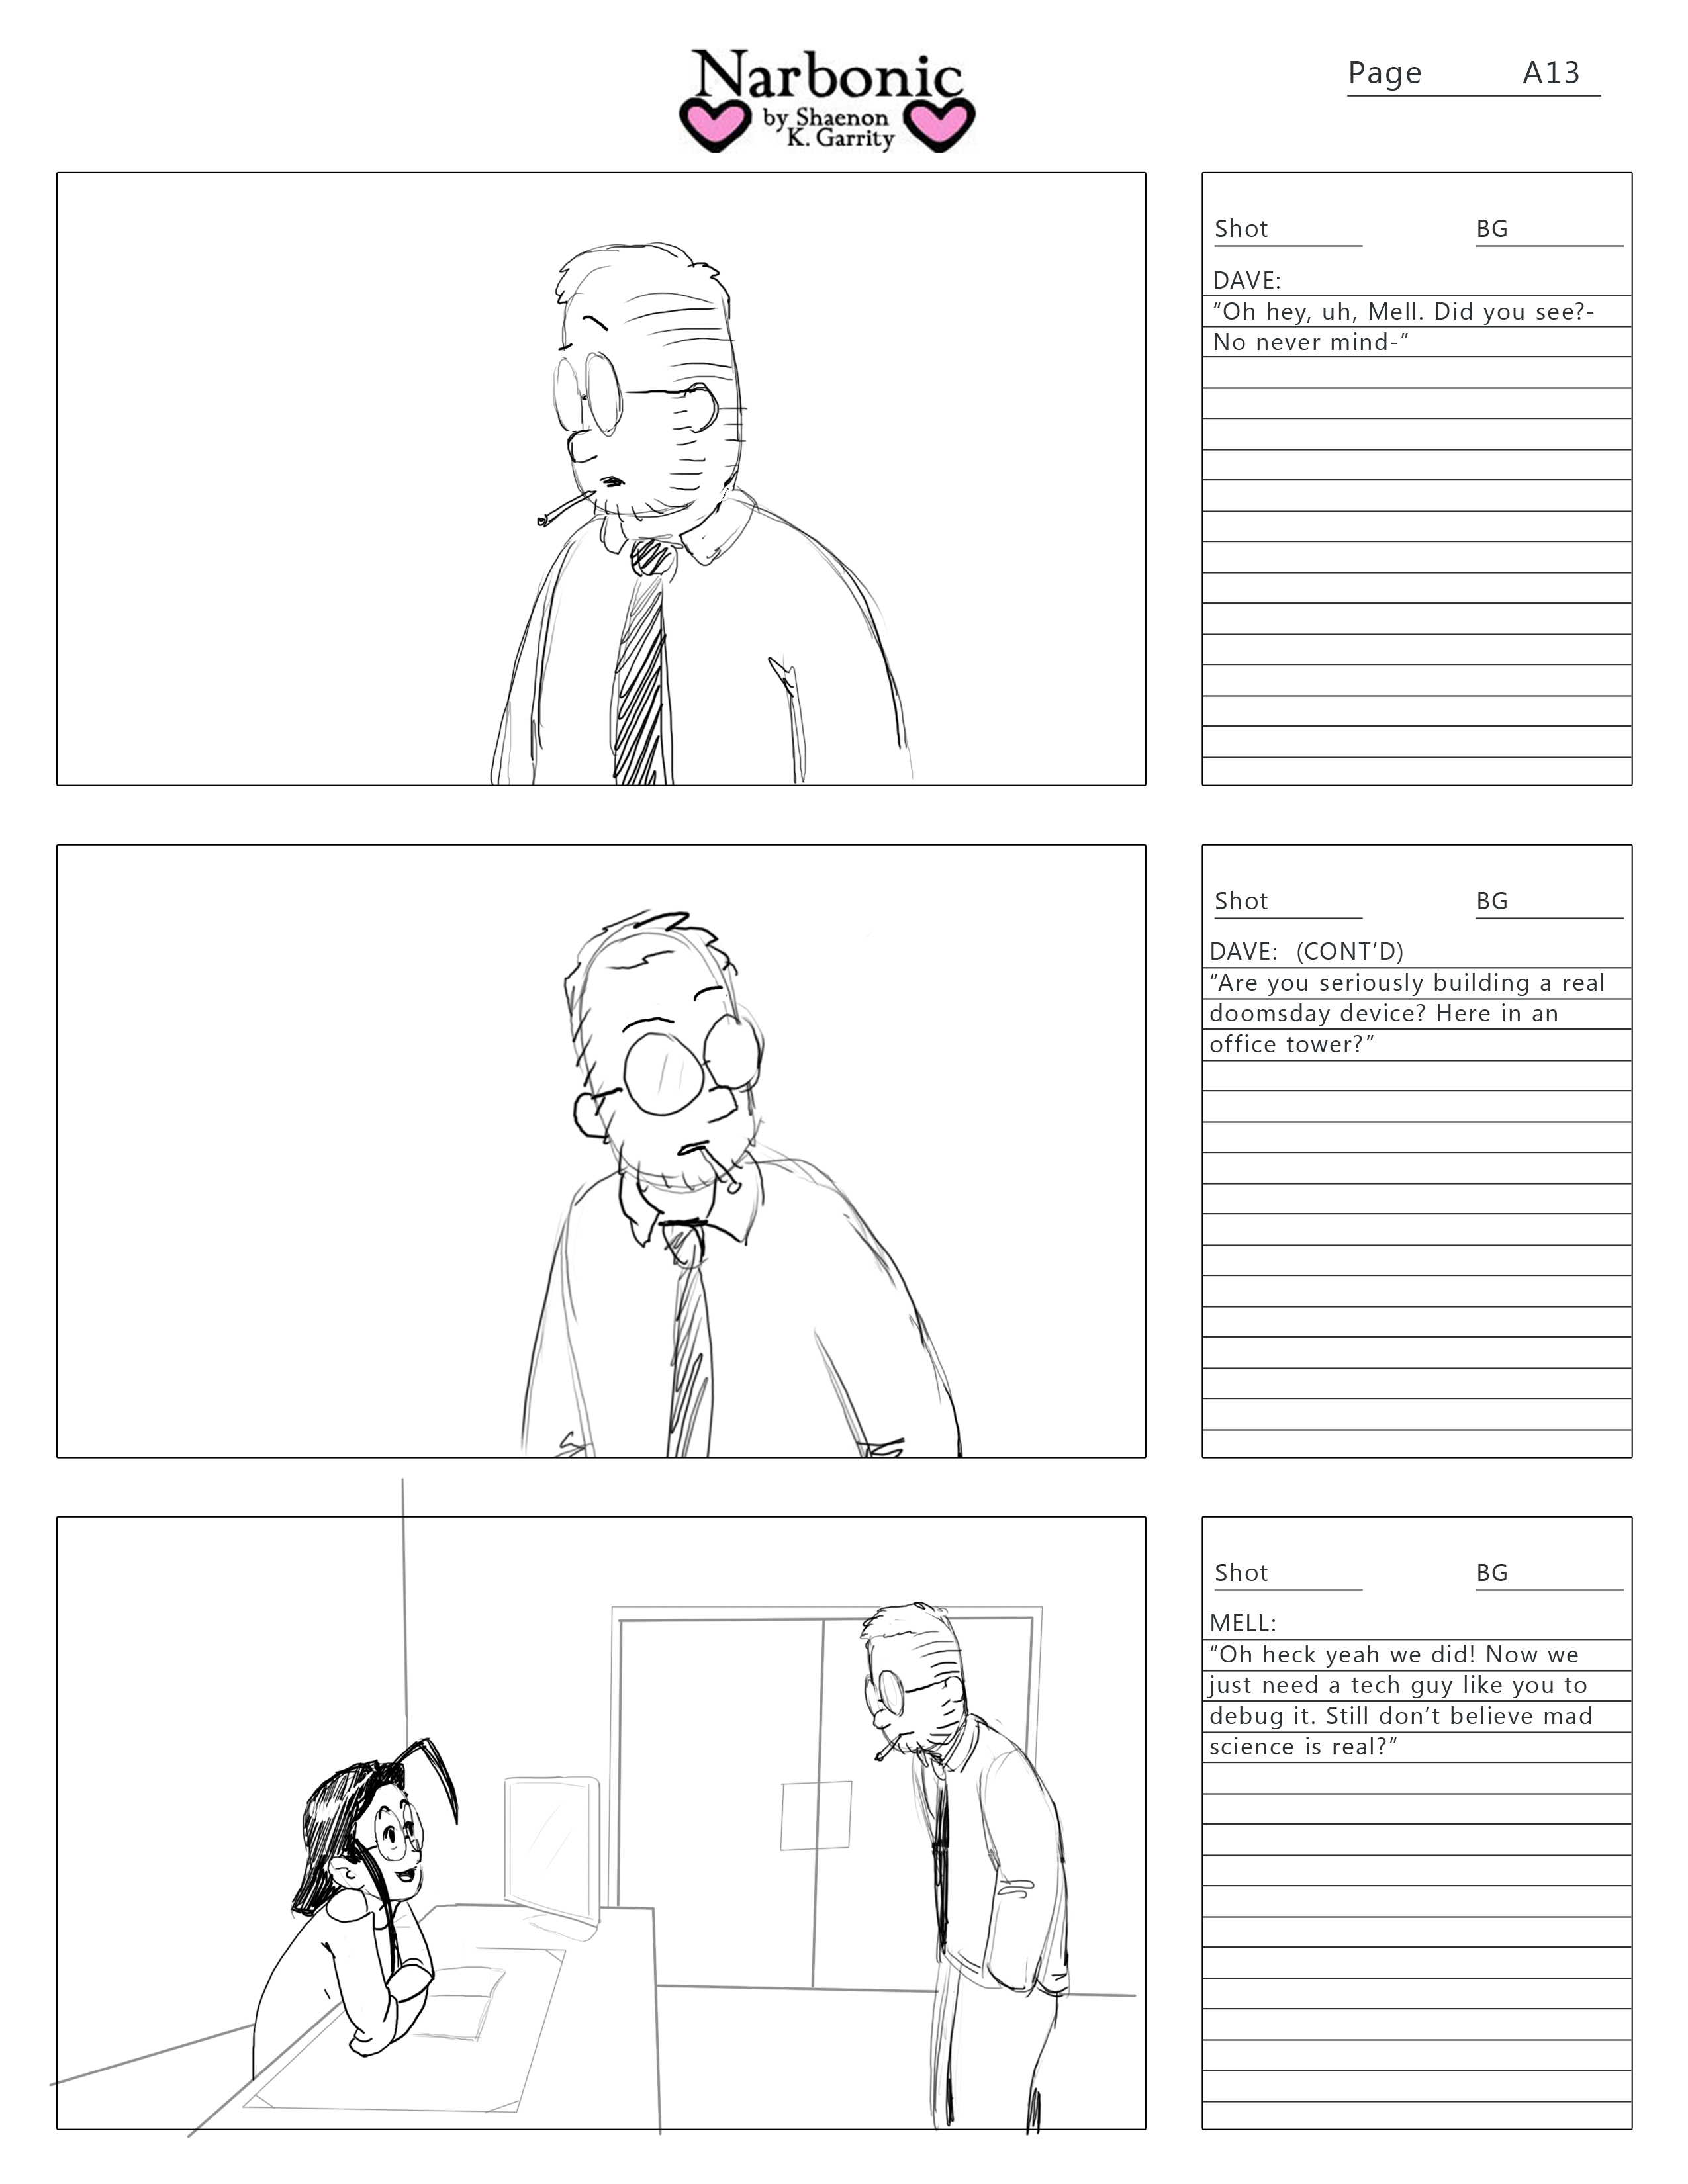 Narbonic
by Shaenon
K. Garrity
Page A13
Shot BG
DAVE:
“Oh hey, uh, Mell. Did you see?-
No never mind-”
Shot BG
DAVE: (CONT’D)
“Are you seriously building a real
doomsday device? Here in an
office tower?”
Shot BG
MELL:
“Oh heck yeah we did! Now we
just need a tech guy like you to
debug it. Still don’t believe mad
science is real?”